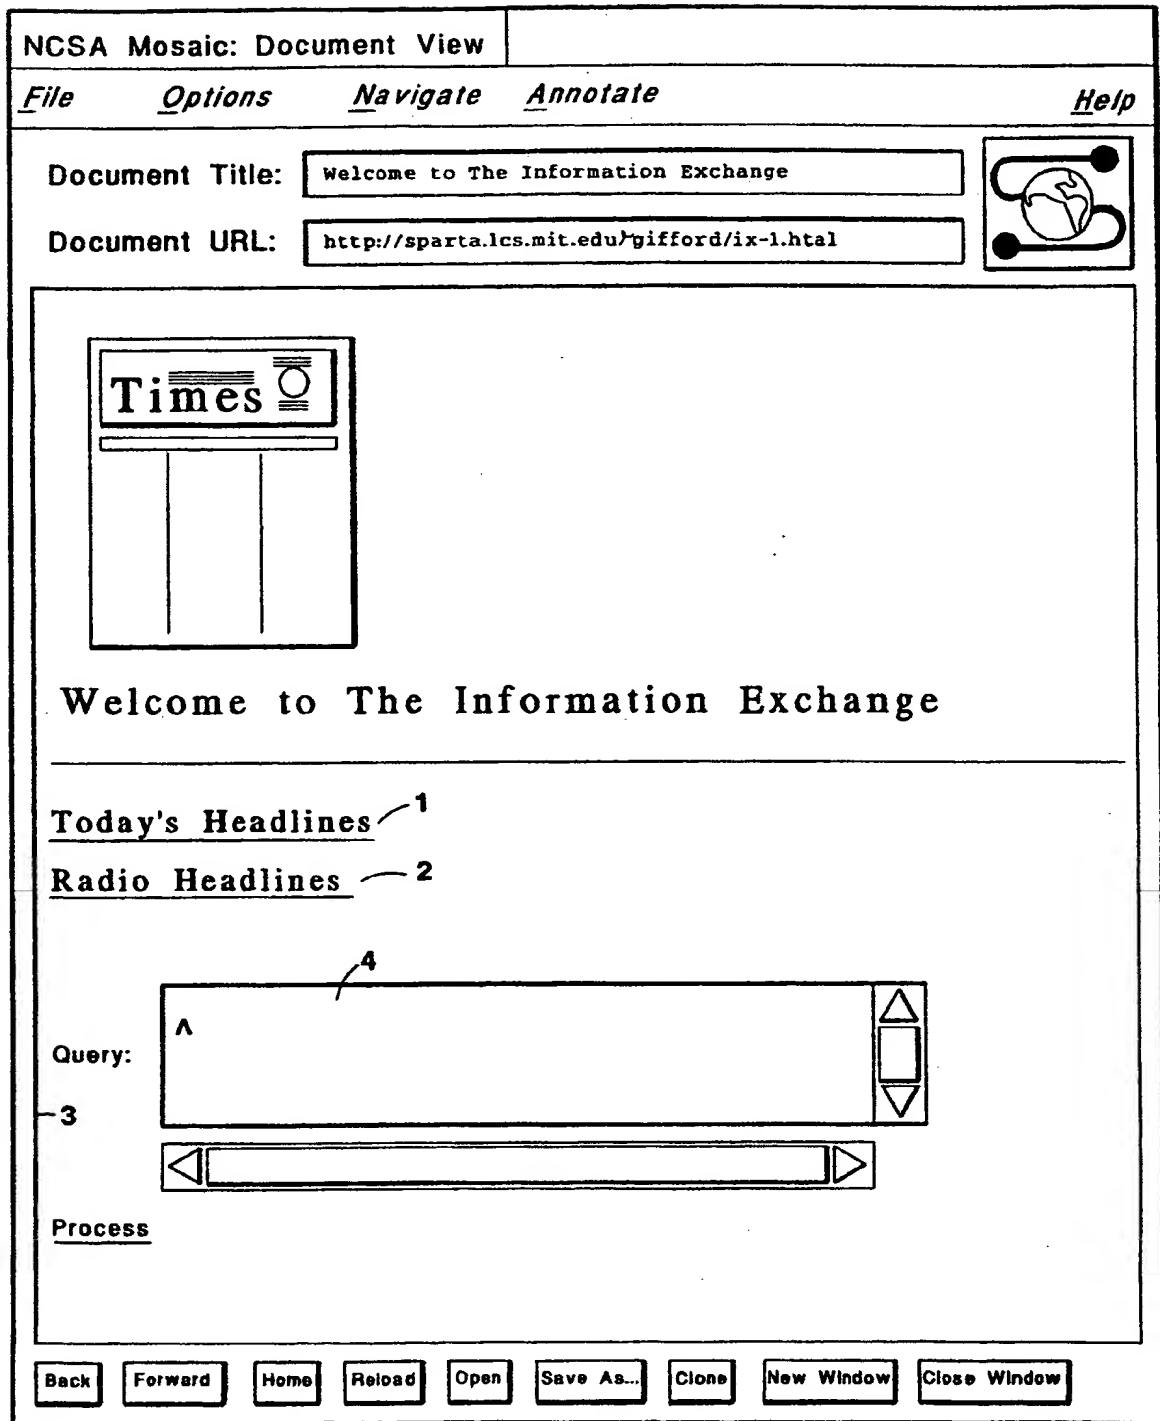 NCSA Mosaic: Document View
File Options Navigate Annotate Help
Document Title: Welcome to The Information Exchange
Document URL: http://sparta.lcs.mit.edu/~gifford/ix-1.htal
Times
Welcome to The Information Exchange
Today's Headlines 1
Radio Headlines 2
4
^
Query:
3
Process
Back Forward Home Reload Open Save As... Clone New Window Close Window